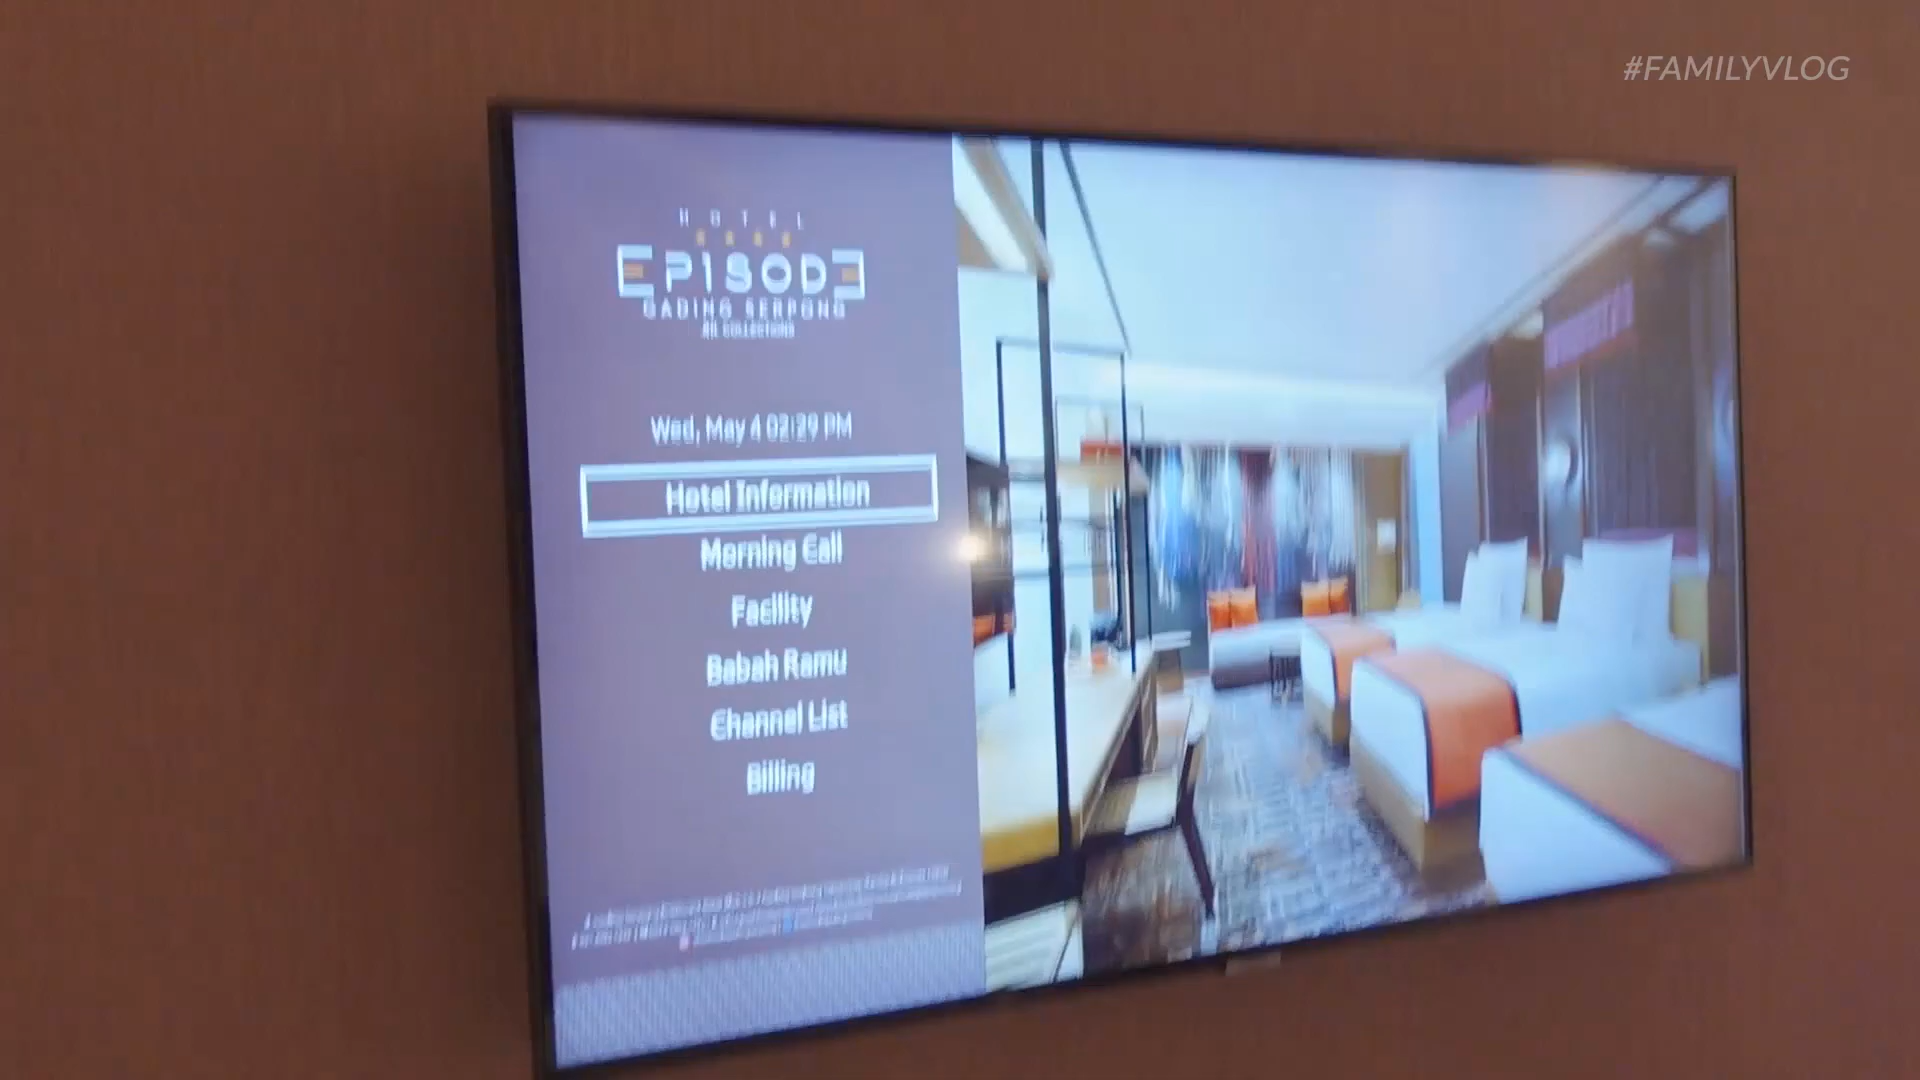 #FAMILYVLOG
HOTEL
EPISODE
GADING SERPONG
Wed, May 4 02:29 PM
Hotel Information
Morning Call
Facility
Babah Ramu
Channel List
Billing